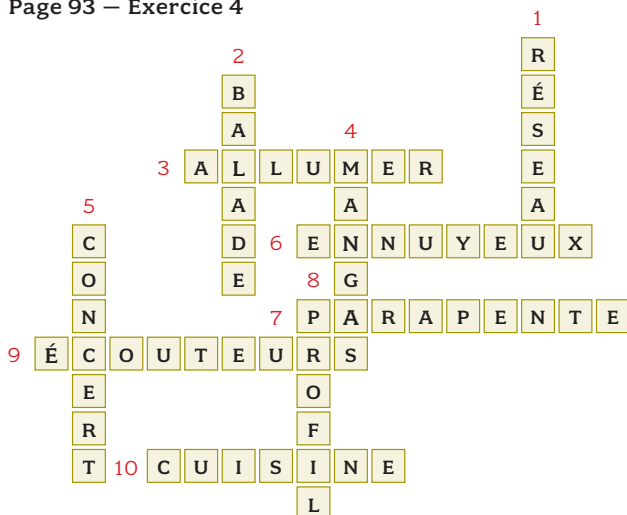 Page 93 — Exercice 4
1
R
2
B É
A 4 S
3 A L L U M E R E
5 A A A
C D 6 E N N U Y E U X
O E 8 G
N 7 P A R A P E N T E
9 É C O U T E U R S
E O
R F
T 10 C U I S I N E
L